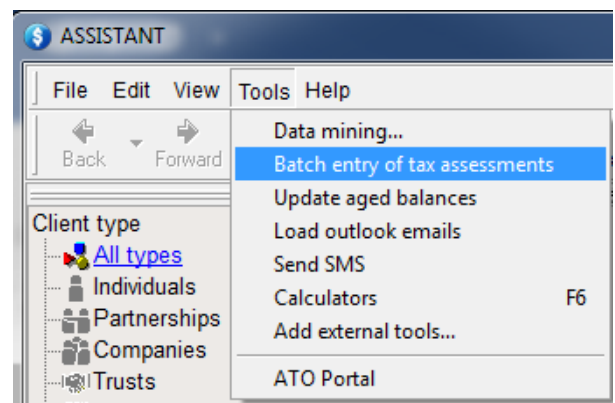 ASSISTANT
File Edit View Tools Help
Back Forward
Data mining...
Batch entry of tax assessments
Update aged balances
Load outlook emails
Send SMS
Calculators F6
Add external tools...
ATO Portal
Client type
All types
Individuals
Partnerships
Companies
Trusts